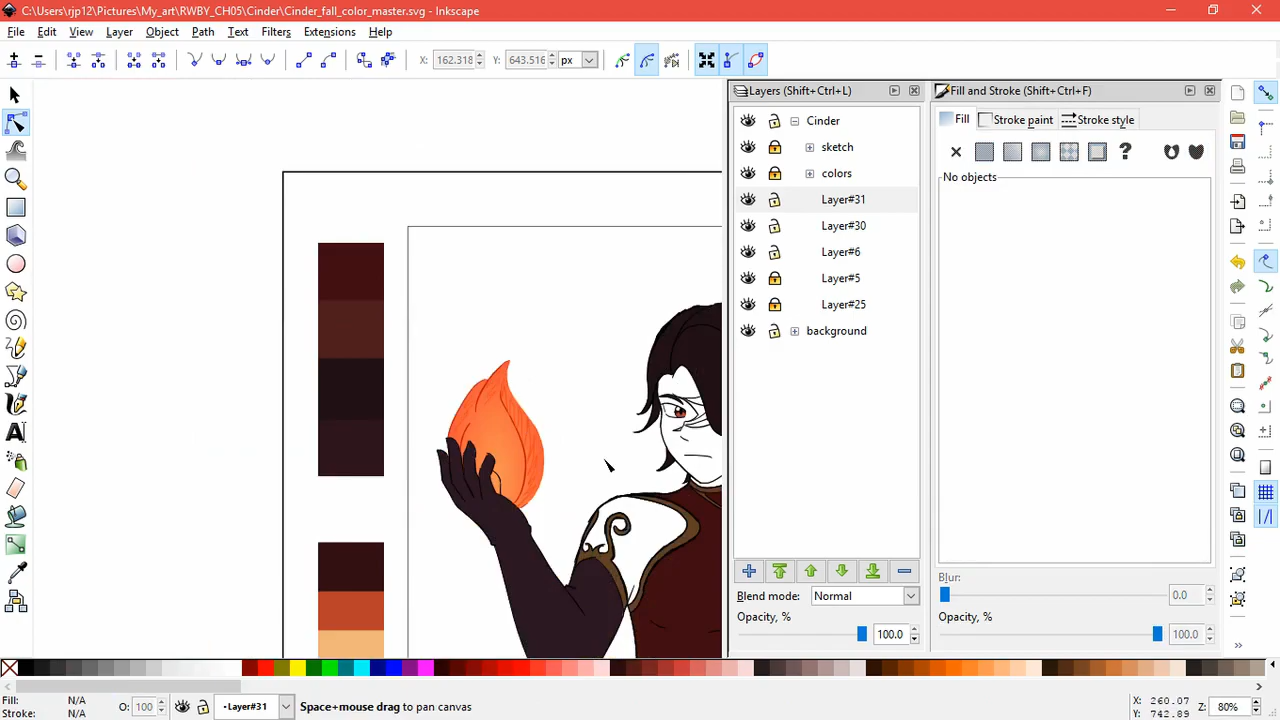 C:\Users\rjp12\Pictures\My_art\RWBY_CH05\Cinder\Cinder_fall_color_master.svg - Inkscape
File Edit View Layer Object Path Text Filters Extensions Help
X: 162.318 Y: 643.516 px
Layers (Shift+Ctrl+L)
Fill and Stroke (Shift+Ctrl+F)
Cinder
Fill Stroke paint Stroke style
sketch
colors
No objects
Layer#31
Layer#30
Layer#6
Layer#5
Layer#25
background
Blur:
0.0
Blend mode: Normal
Opacity, % 
100.0
Opacity, %
100.0
Fill: N/A
Stroke: N/A
O: 100
•Layer#31
Space+mouse drag to pan canvas
X: 260.07
Y: 742.89
Z: 80%